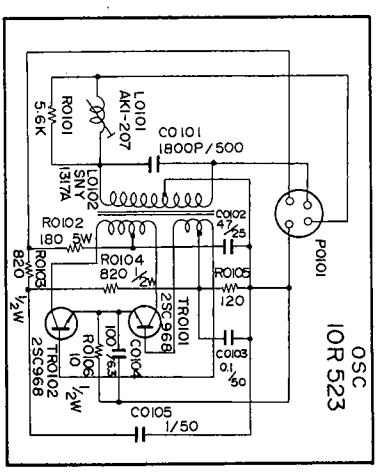 R0101
5.6K
L0101
AK1-207
C0101
1800P/500
L0102
SNY
1317A
C0102
47
25
P0101
R0102
180 5W
R0103
820
1/2W
R0104
820 1/2W
R0105
120
TR0101
2SC968
C0103
0.1
/50
TR0102
2SC968
R0106
10
1/2W
100/6.3
C0104
C0105
1/50
OSC
10R523